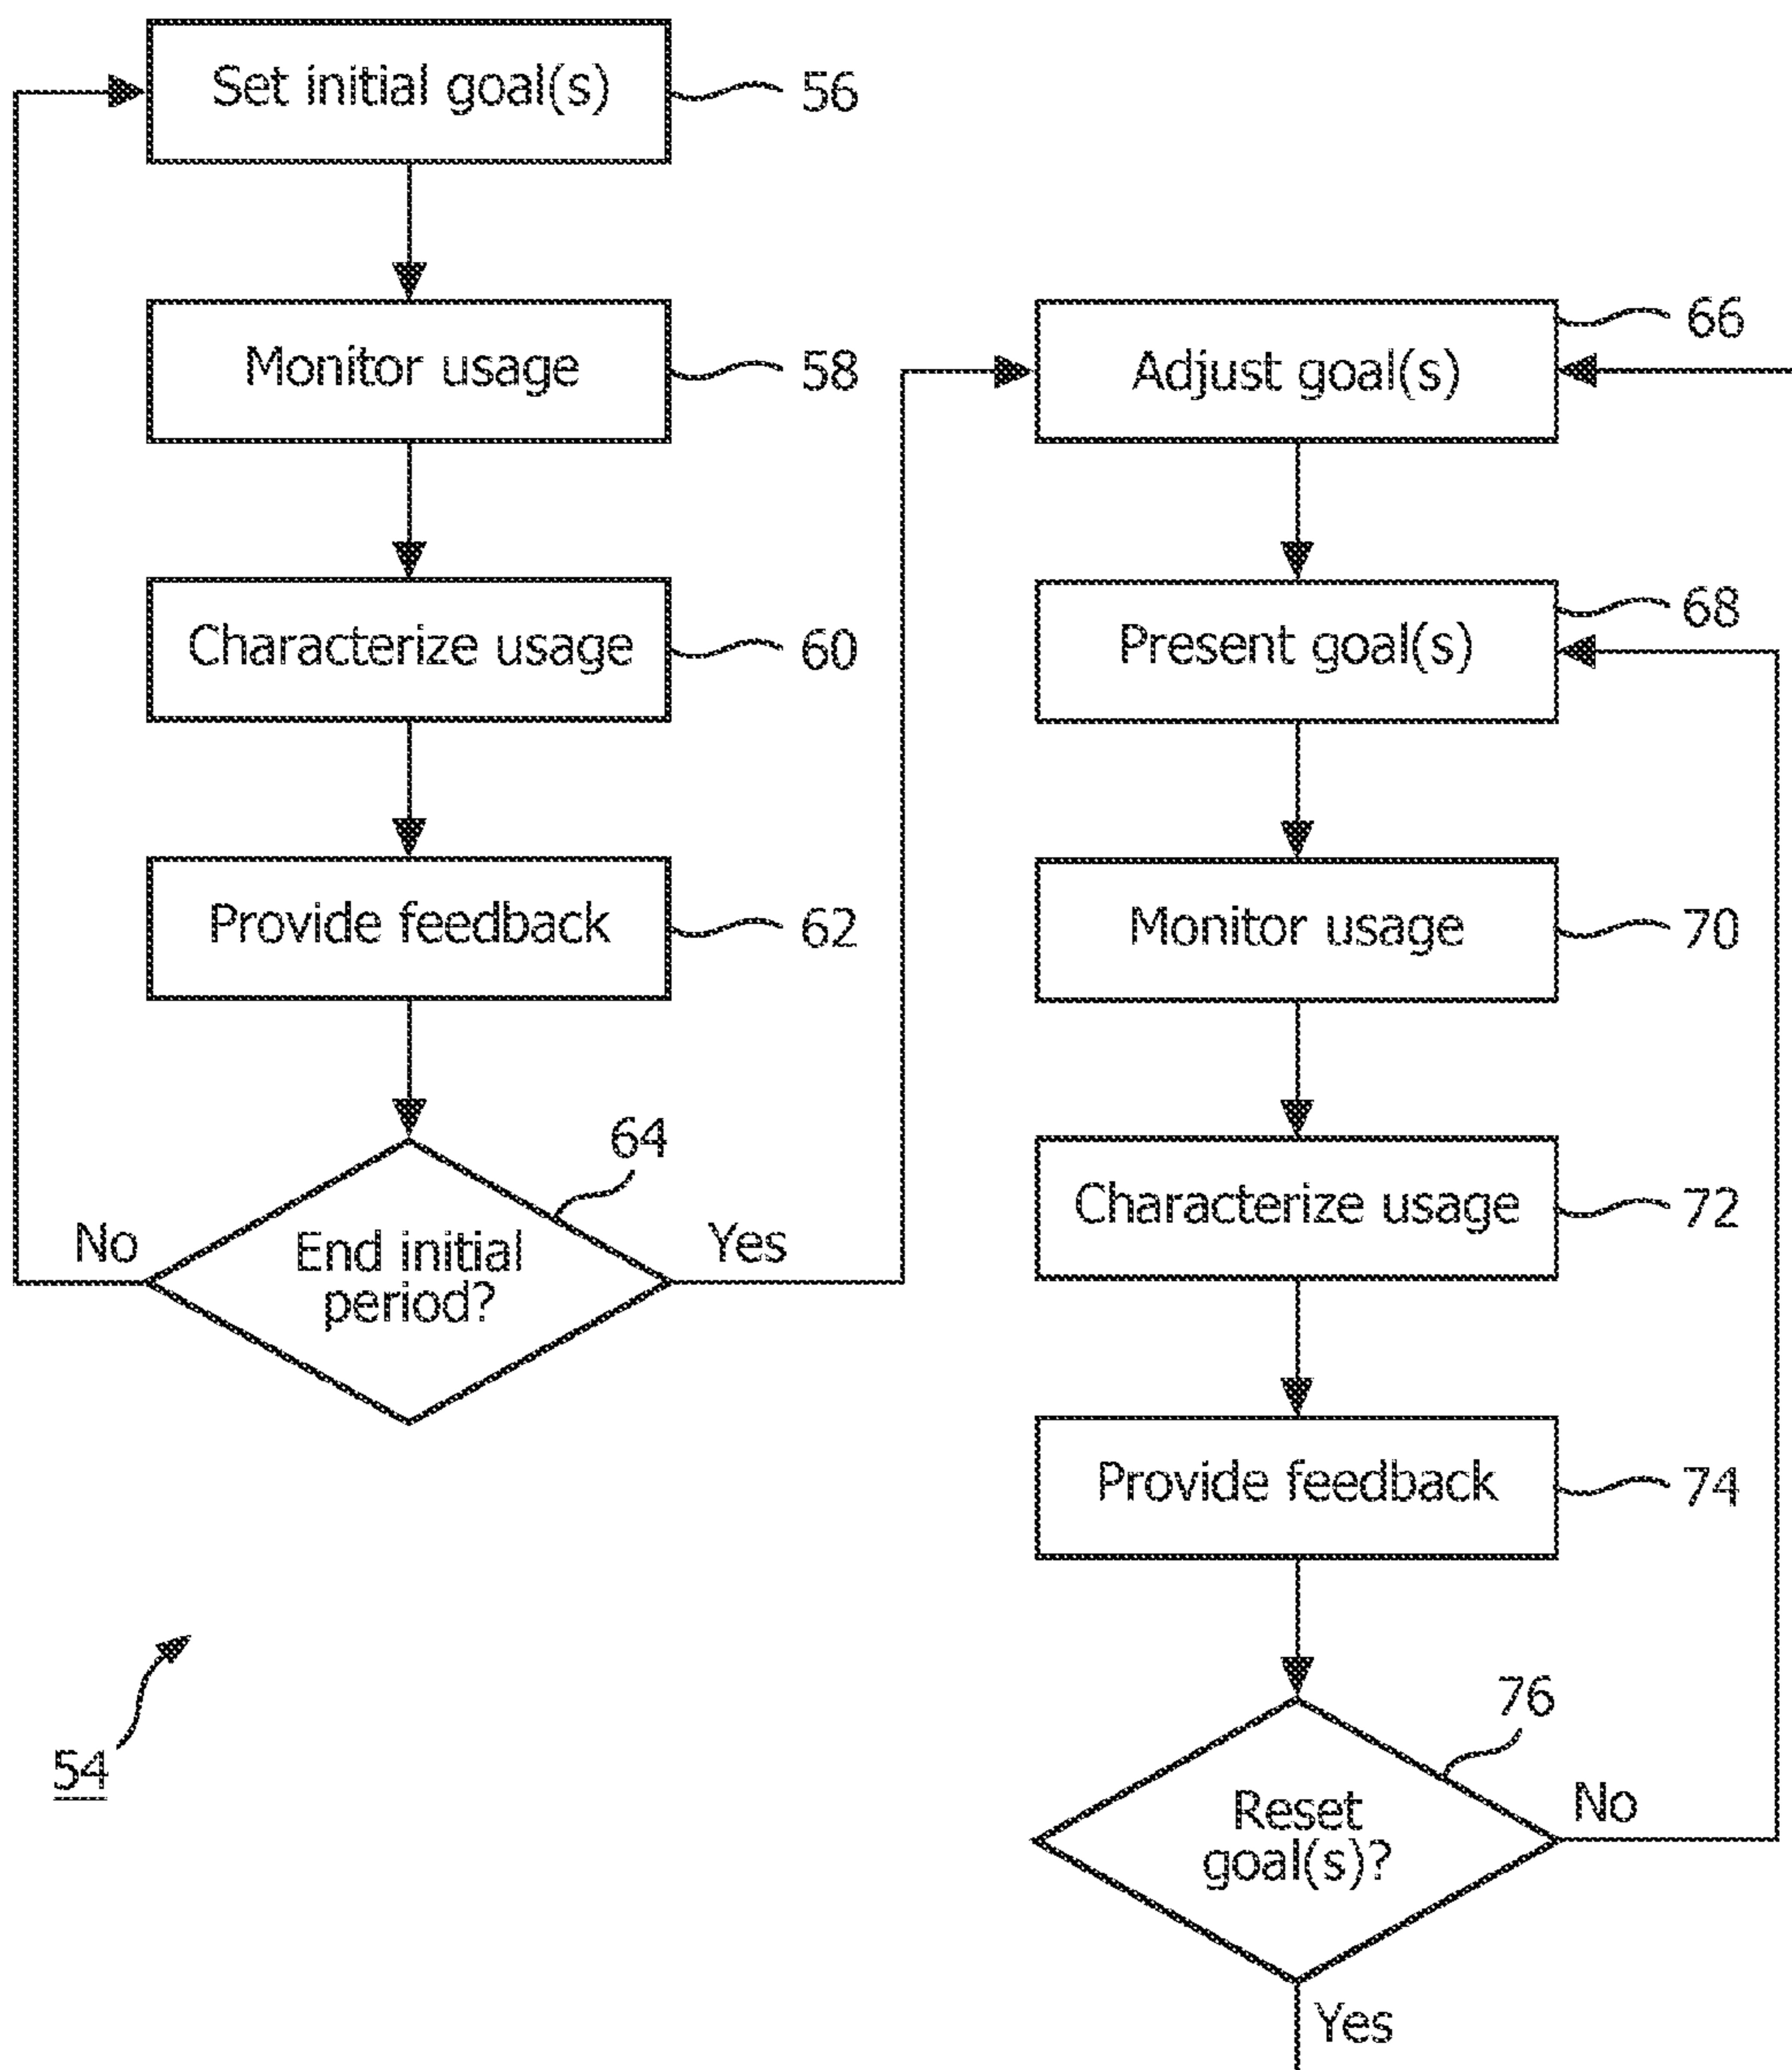 Set initial goal(s)
56
Monitor usage
58
Characterize usage
60
Provide feedback
62
64
No
End initial
period?
Yes
54
66
Adjust goal(s)
68
Present goal(s)
Monitor usage
70
Characterize usage
72
Provide feedback
74
76
Reset
goal(s)?
No
Yes